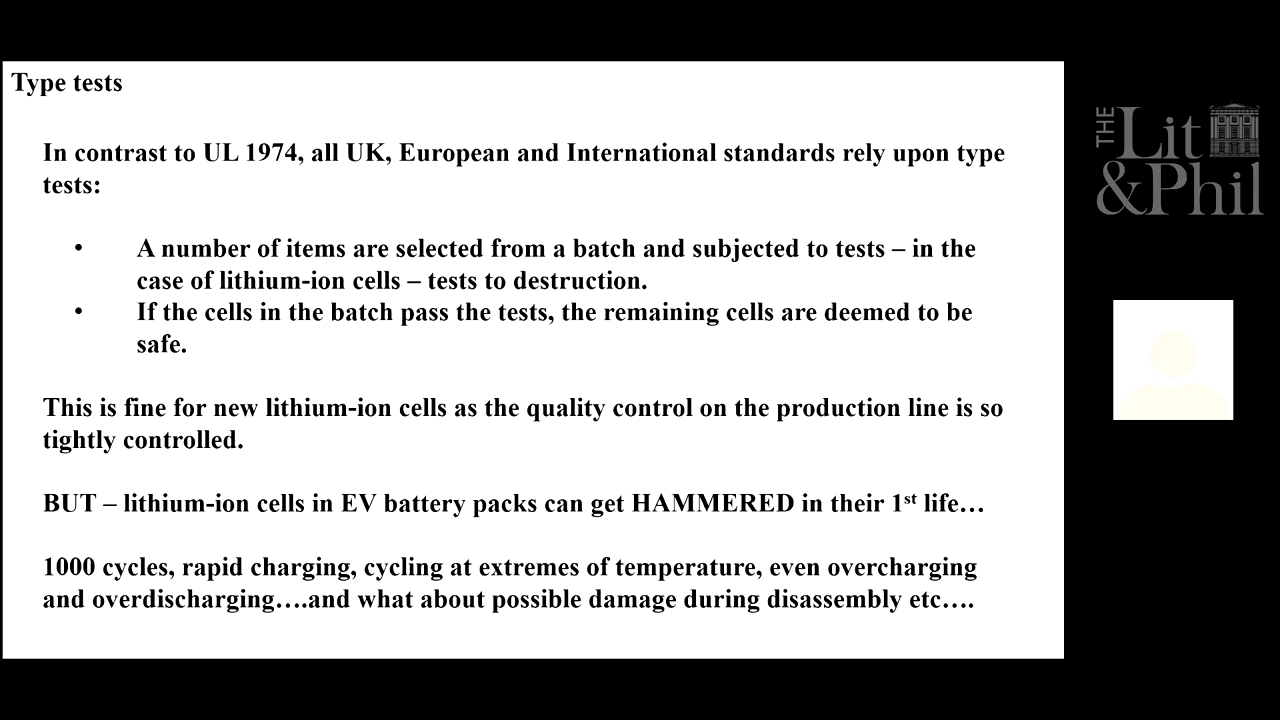 Type tests
In contrast to UL 1974, all UK, European and International standards rely upon type
tests:
• A number of items are selected from a batch and subjected to tests – in the
case of lithium-ion cells – tests to destruction.
• If the cells in the batch pass the tests, the remaining cells are deemed to be
safe.
This is fine for new lithium-ion cells as the quality control on the production line is so
tightly controlled.
BUT – lithium-ion cells in EV battery packs can get HAMMERED in their 1st life…
1000 cycles, rapid charging, cycling at extremes of temperature, even overcharging
and overdischarging….and what about possible damage during disassembly etc….
THE Lit
&Phil